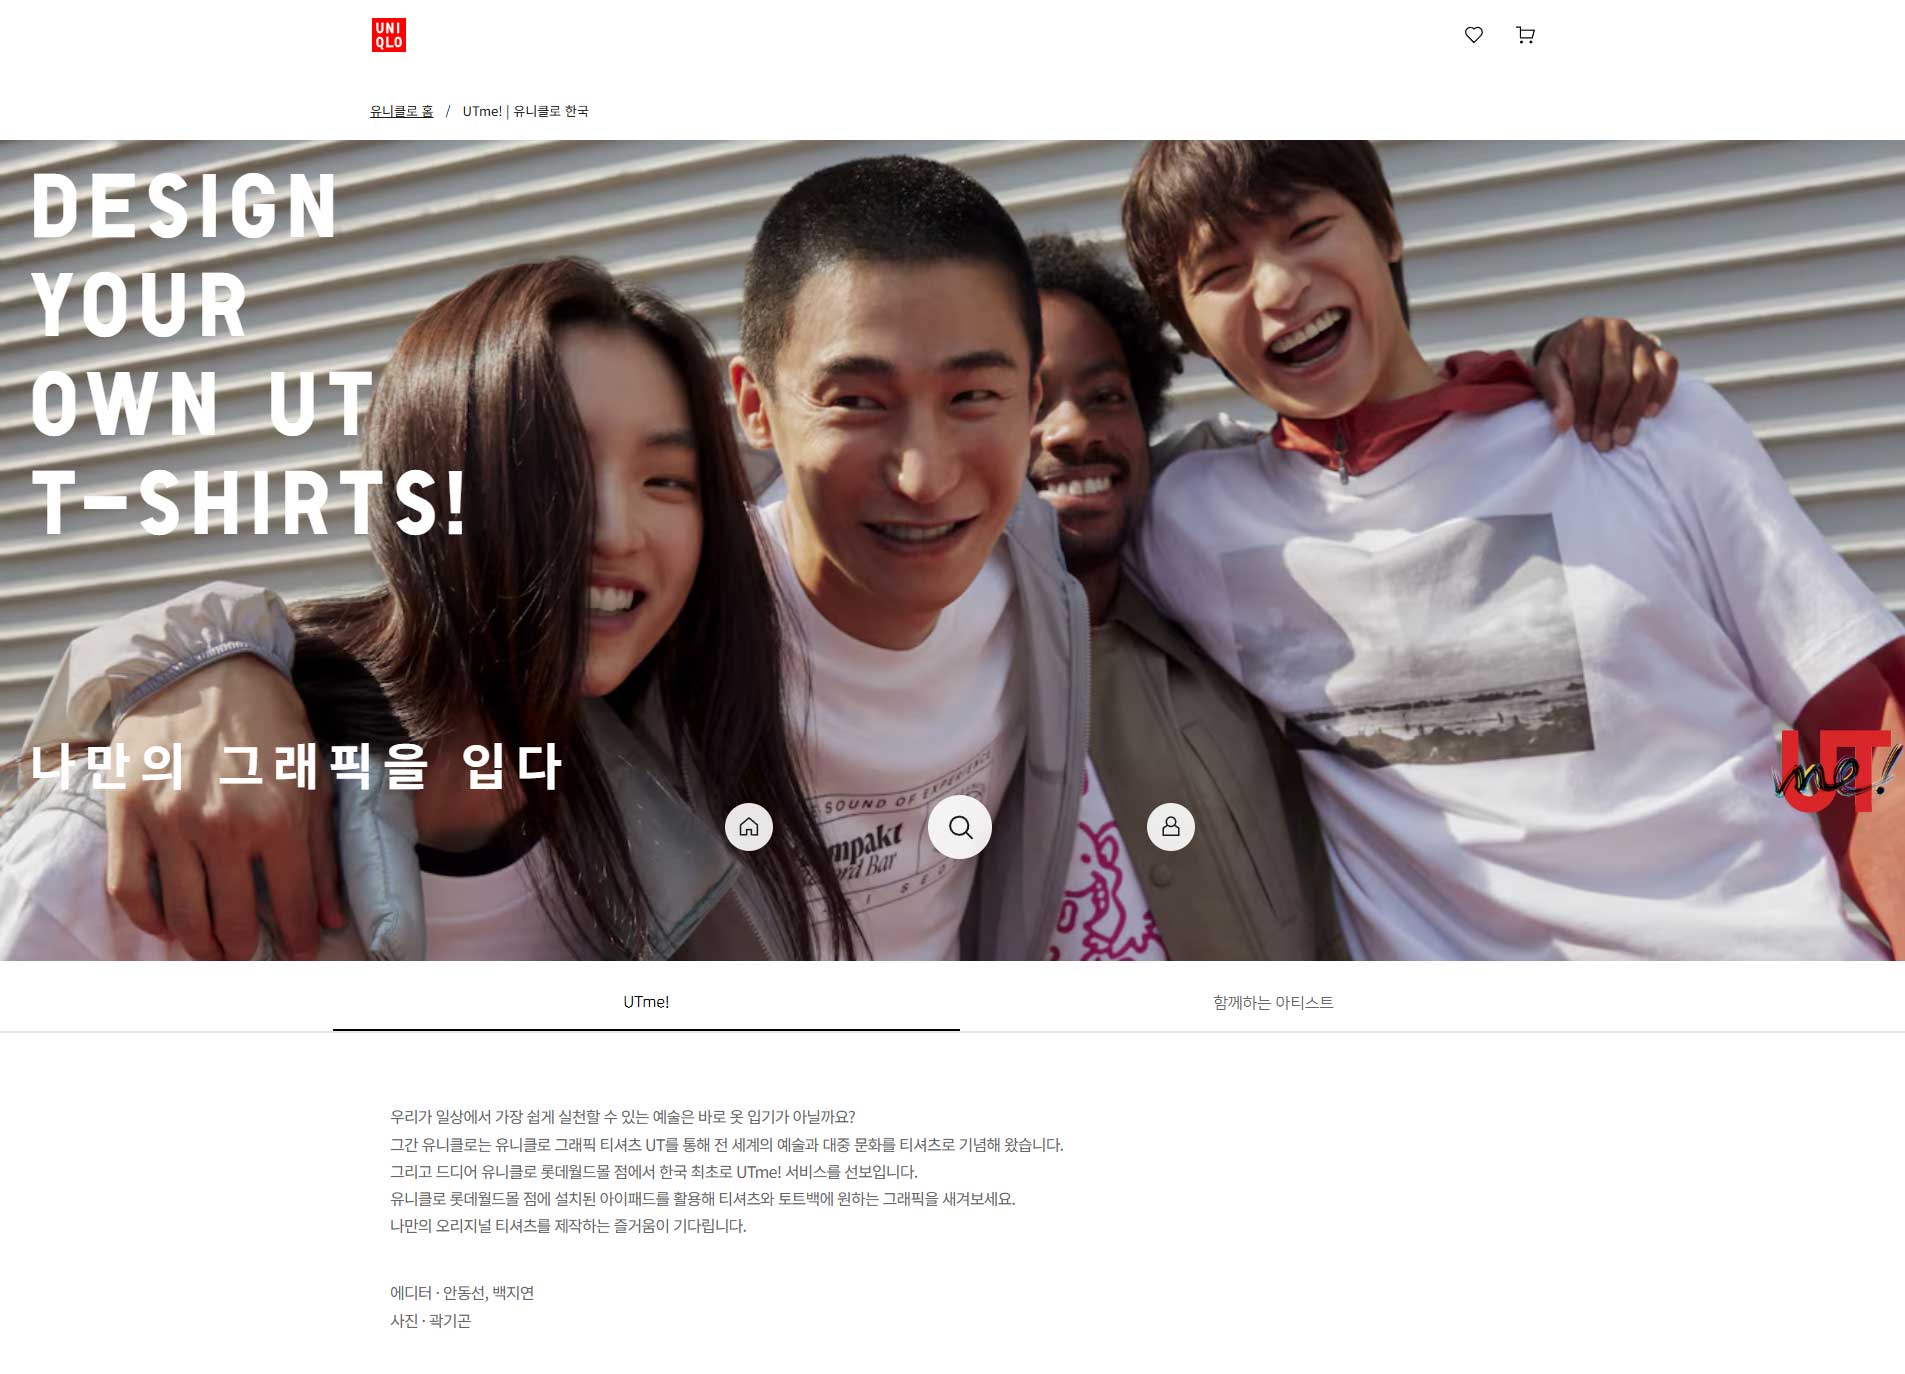 UNI
QLO
유니클로 홈 / UTme! | 유니클로 한국
DESIGN
YOUR
OWN UT
T-SHIRTS!
나만의 그래픽을 입다
SOUND OF EXPERIENCE
mpakt
ord Bar
UT
me!
UTme!
함께하는 아티스트
우리가 일상에서 가장 쉽게 실천할 수 있는 예술은 바로 옷 입기가 아닐까요?
그간 유니클로는 유니클로 그래픽 티셔츠 UT를 통해 전 세계의 예술과 대중 문화를 티셔츠로 기념해 왔습니다.
그리고 드디어 유니클로 롯데월드몰 점에서 한국 최초로 UTme! 서비스를 선보입니다.
유니클로 롯데월드몰 점에 설치된 아이패드를 활용해 티셔츠와 토트백에 원하는 그래픽을 새겨보세요.
나만의 오리지널 티셔츠를 제작하는 즐거움이 기다립니다.
에디터 · 안동선, 백지연
사진 · 곽기곤